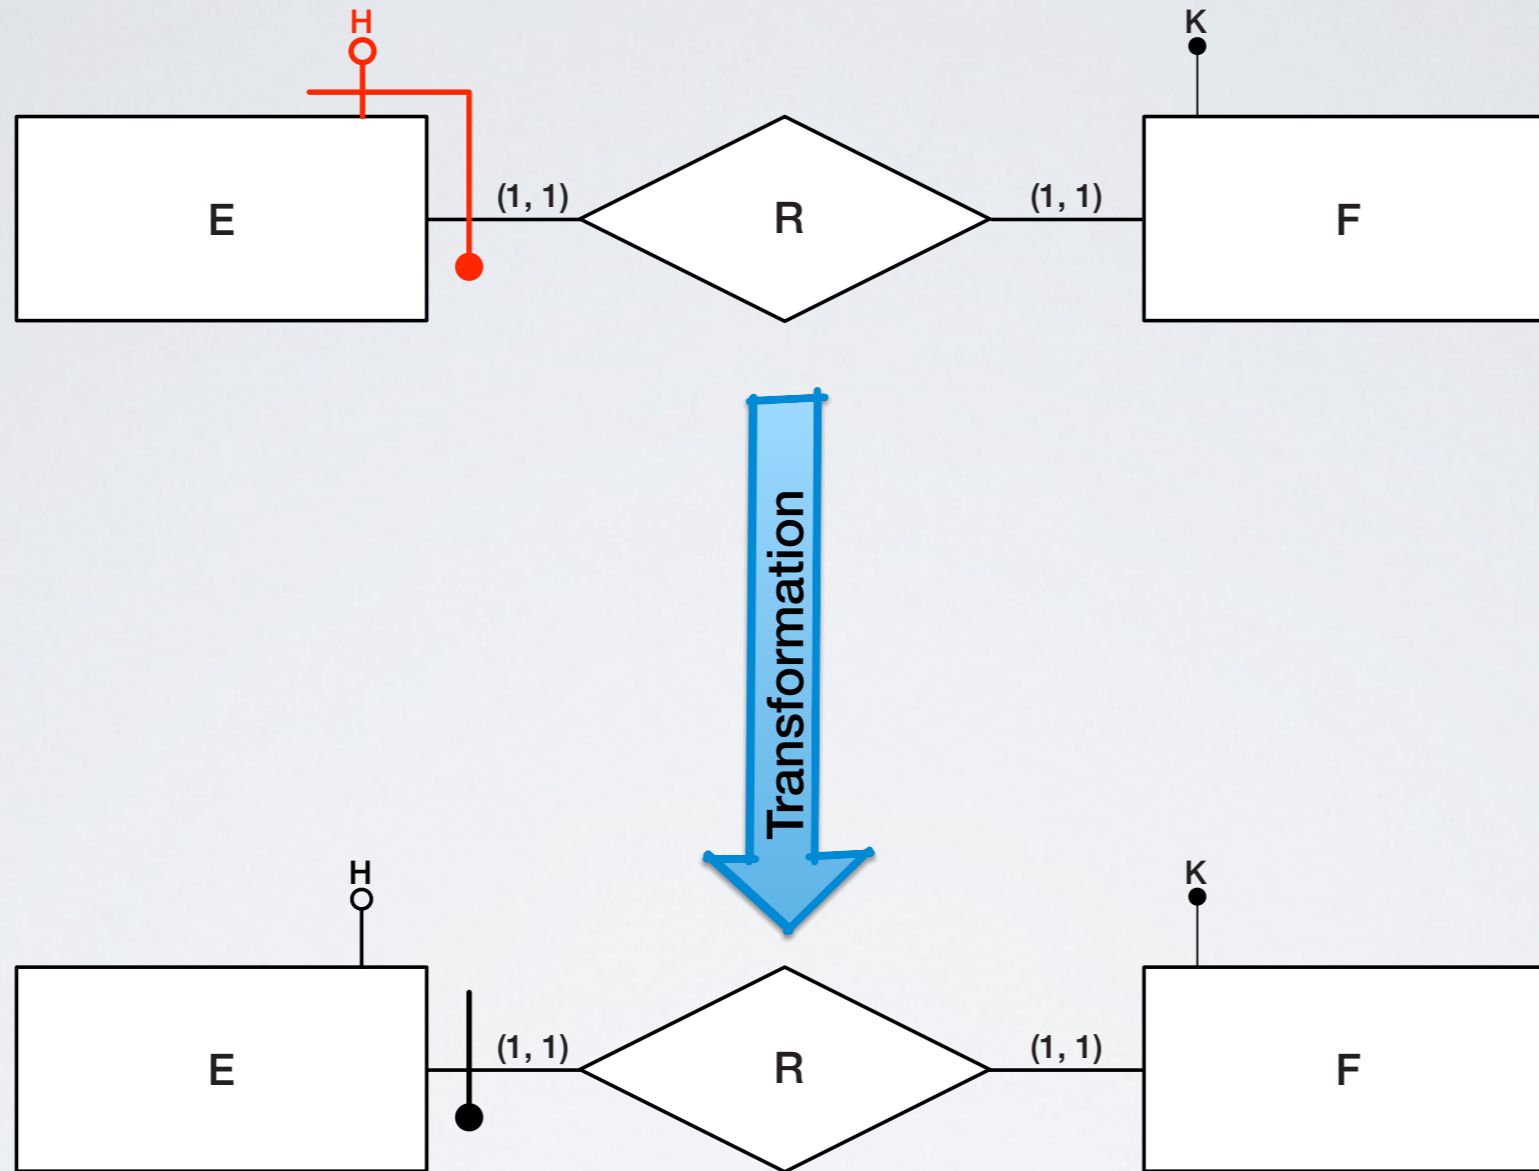 H
K
E
(1, 1)
R
(1, 1)
F
Transformation
H
K
E
(1, 1)
R
(1, 1)
F